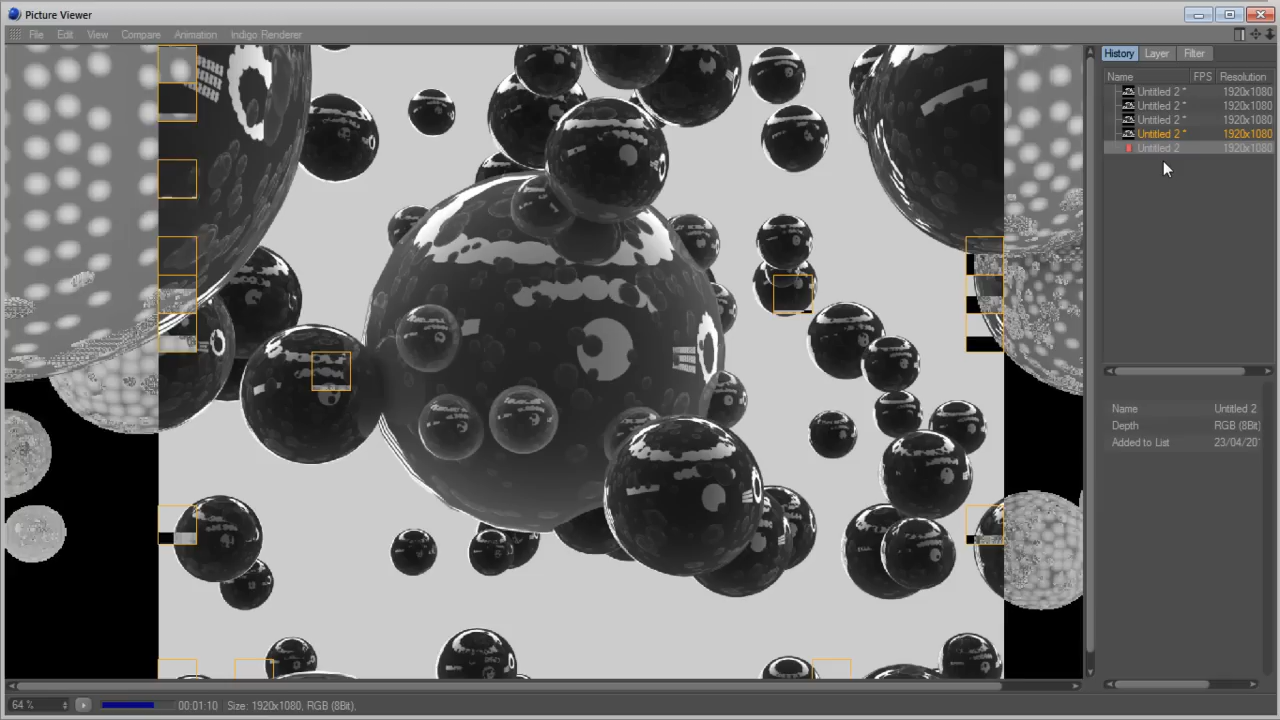 Picture Viewer
File Edit View Compare Animation Indigo Renderer
History Layer Filter
Name FPS Resolution
Untitled 2 * 1920x1080
Untitled 2 * 1920x1080
Untitled 2 * 1920x1080
Untitled 2 * 1920x1080
Untitled 2 1920x1080
Name Untitled 2
Depth RGB (8Bit)
Added to List 23/04/20
64 % 00:01:10 Size: 1920x1080, RGB (8Bit),